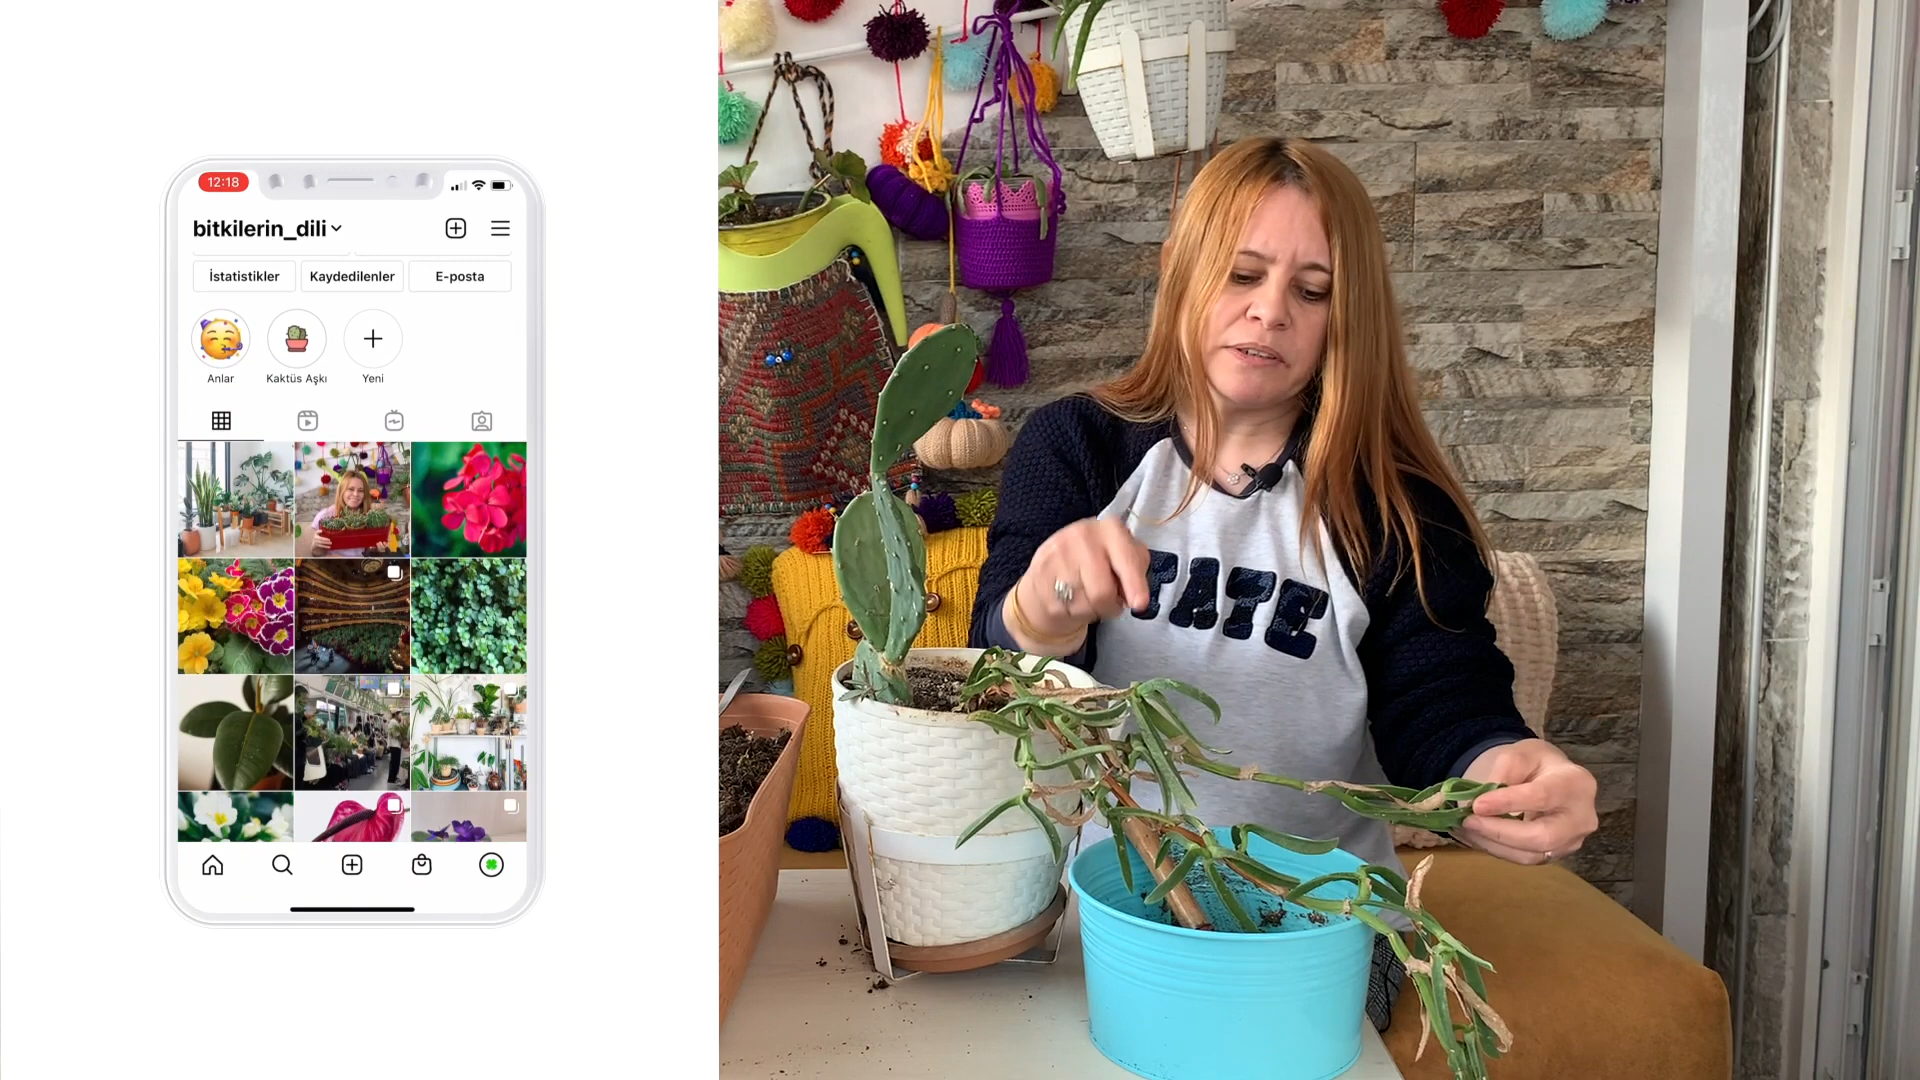 12:18
bitkilerin_dili
İstatistikler
Kaydedilenler
E-posta
Anlar
Kaktüs Aşkı
Yeni
TATE